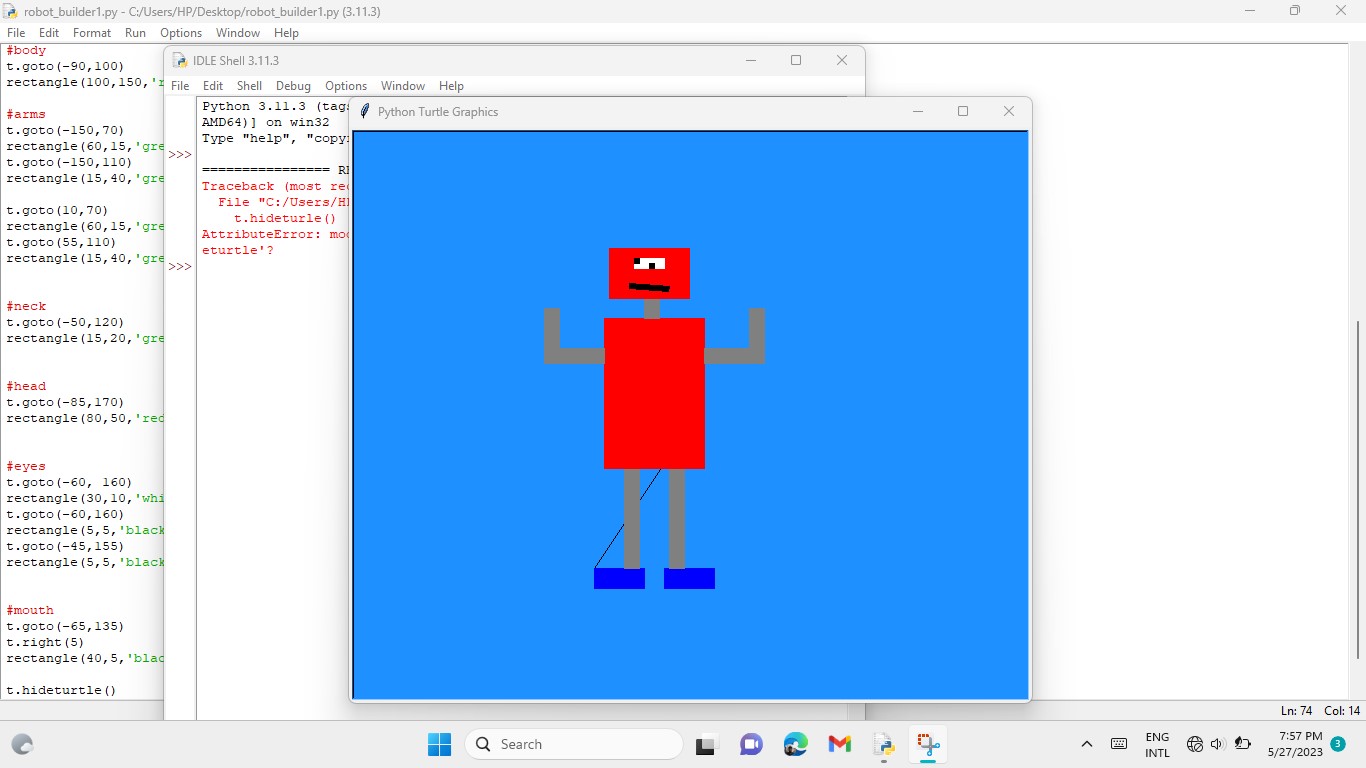 robot_builder1.py - C:/Users/HP/Desktop/robot_builder1.py (3.11.3)
File Edit Format Run Options Window Help
#body
t.goto(-90,100)
rectangle(100,150,'r
#arms
t.goto(-150,70)
rectangle(60,15,'gre
t.goto(-150,110)
rectangle(15,40,'gre
t.goto(10,70)
rectangle(60,15,'gre
t.goto(55,110)
rectangle(15,40,'gre
#neck
t.goto(-50,120)
rectangle(15,20,'gre
#head
t.goto(-85,170)
rectangle(80,50,'red
#eyes
t.goto(-60, 160)
rectangle(30,10,'whi
t.goto(-60,160)
rectangle(5,5,'black
t.goto(-45,155)
rectangle(5,5,'black
#mouth
t.goto(-65,135)
t.right(5)
rectangle(40,5,'blac
t.hideturtle()
IDLE Shell 3.11.3
File Edit Shell Debug Options Window Help
Python 3.11.3 (tags
AMD64)] on win32
Type "help", "copy
>>>
================ RE
Traceback (most rec
File "C:/Users/HP
t.hideturle()
AttributeError: mod
eturtle'?
>>>
Python Turtle Graphics
Ln: 74 Col: 14
Search
ENG
INTL
7:57 PM
5/27/2023
3